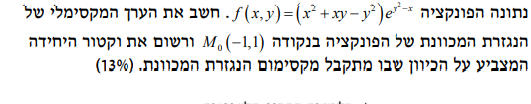 נתונה הפונקציה f(x,y)=(x²+xy−y²)e^{y²−x}. חשב את הערך המקסימלי של
הנגזרת המכוונת של הפונקציה בנקודה M₀(−1,1) ורשום את וקטור היחידה
המצביע על הכיוון שבו מתקבל מקסימום הנגזרת המכוונת. (13%)